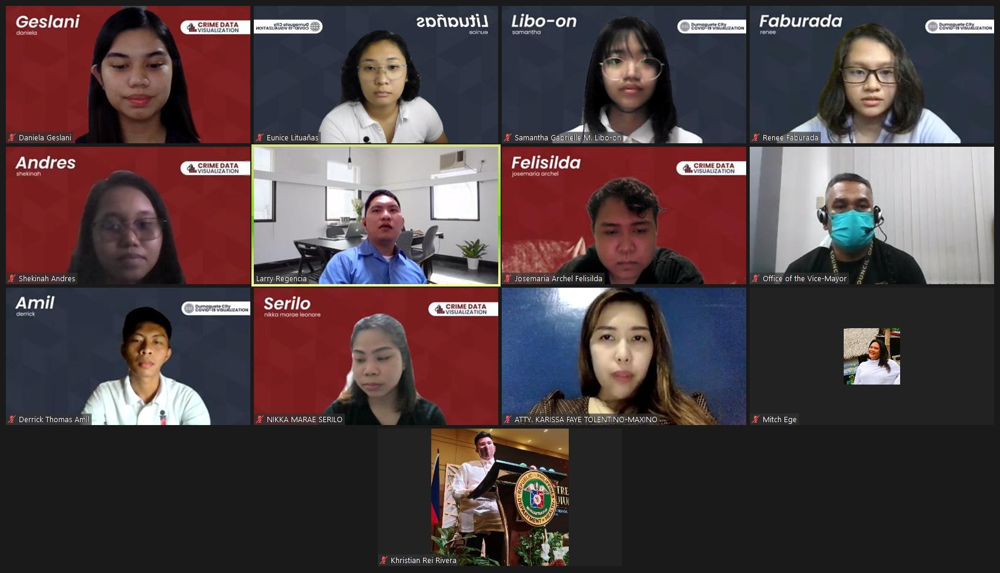 Geslani
daniela
CRIME DATA
VISUALIZATION
Daniela Geslani
Dumaguete City
COVID-19 VISUALIZATION
Lituañas
eunice
Eunice Lituañas
Libo-on
samantha
Dumaguete City
COVID-19 VISUALIZATION
Samantha Gabrielle M. Libo-on
Faburada
renee
Dumaguete City
COVID-19 VISUALIZATION
Renee Faburada
Andres
shekinah
CRIME DATA
VISUALIZATION
Shekinah Andres
Larry Regencia
Felisilda
josemaria archel
CRIME DATA
VISUALIZATION
Josemaria Archel Felisilda
COUNCIL
Office of the Vice-Mayor
Amil
derrick
Dumaguete City
COVID-19 VISUALIZATION
Derrick Thomas Amil
Serilo
nikka marae leonore
CRIME DATA
VISUALIZATION
NIKKA MARAE SERILO
ATTY. KARISSA FAYE TOLENTINO-MAXINO
Mitch Ege
REPUBLIC OF THE PHILIPPINES
DEPARTMENT OF HEALTH
Khristian Rei Rivera